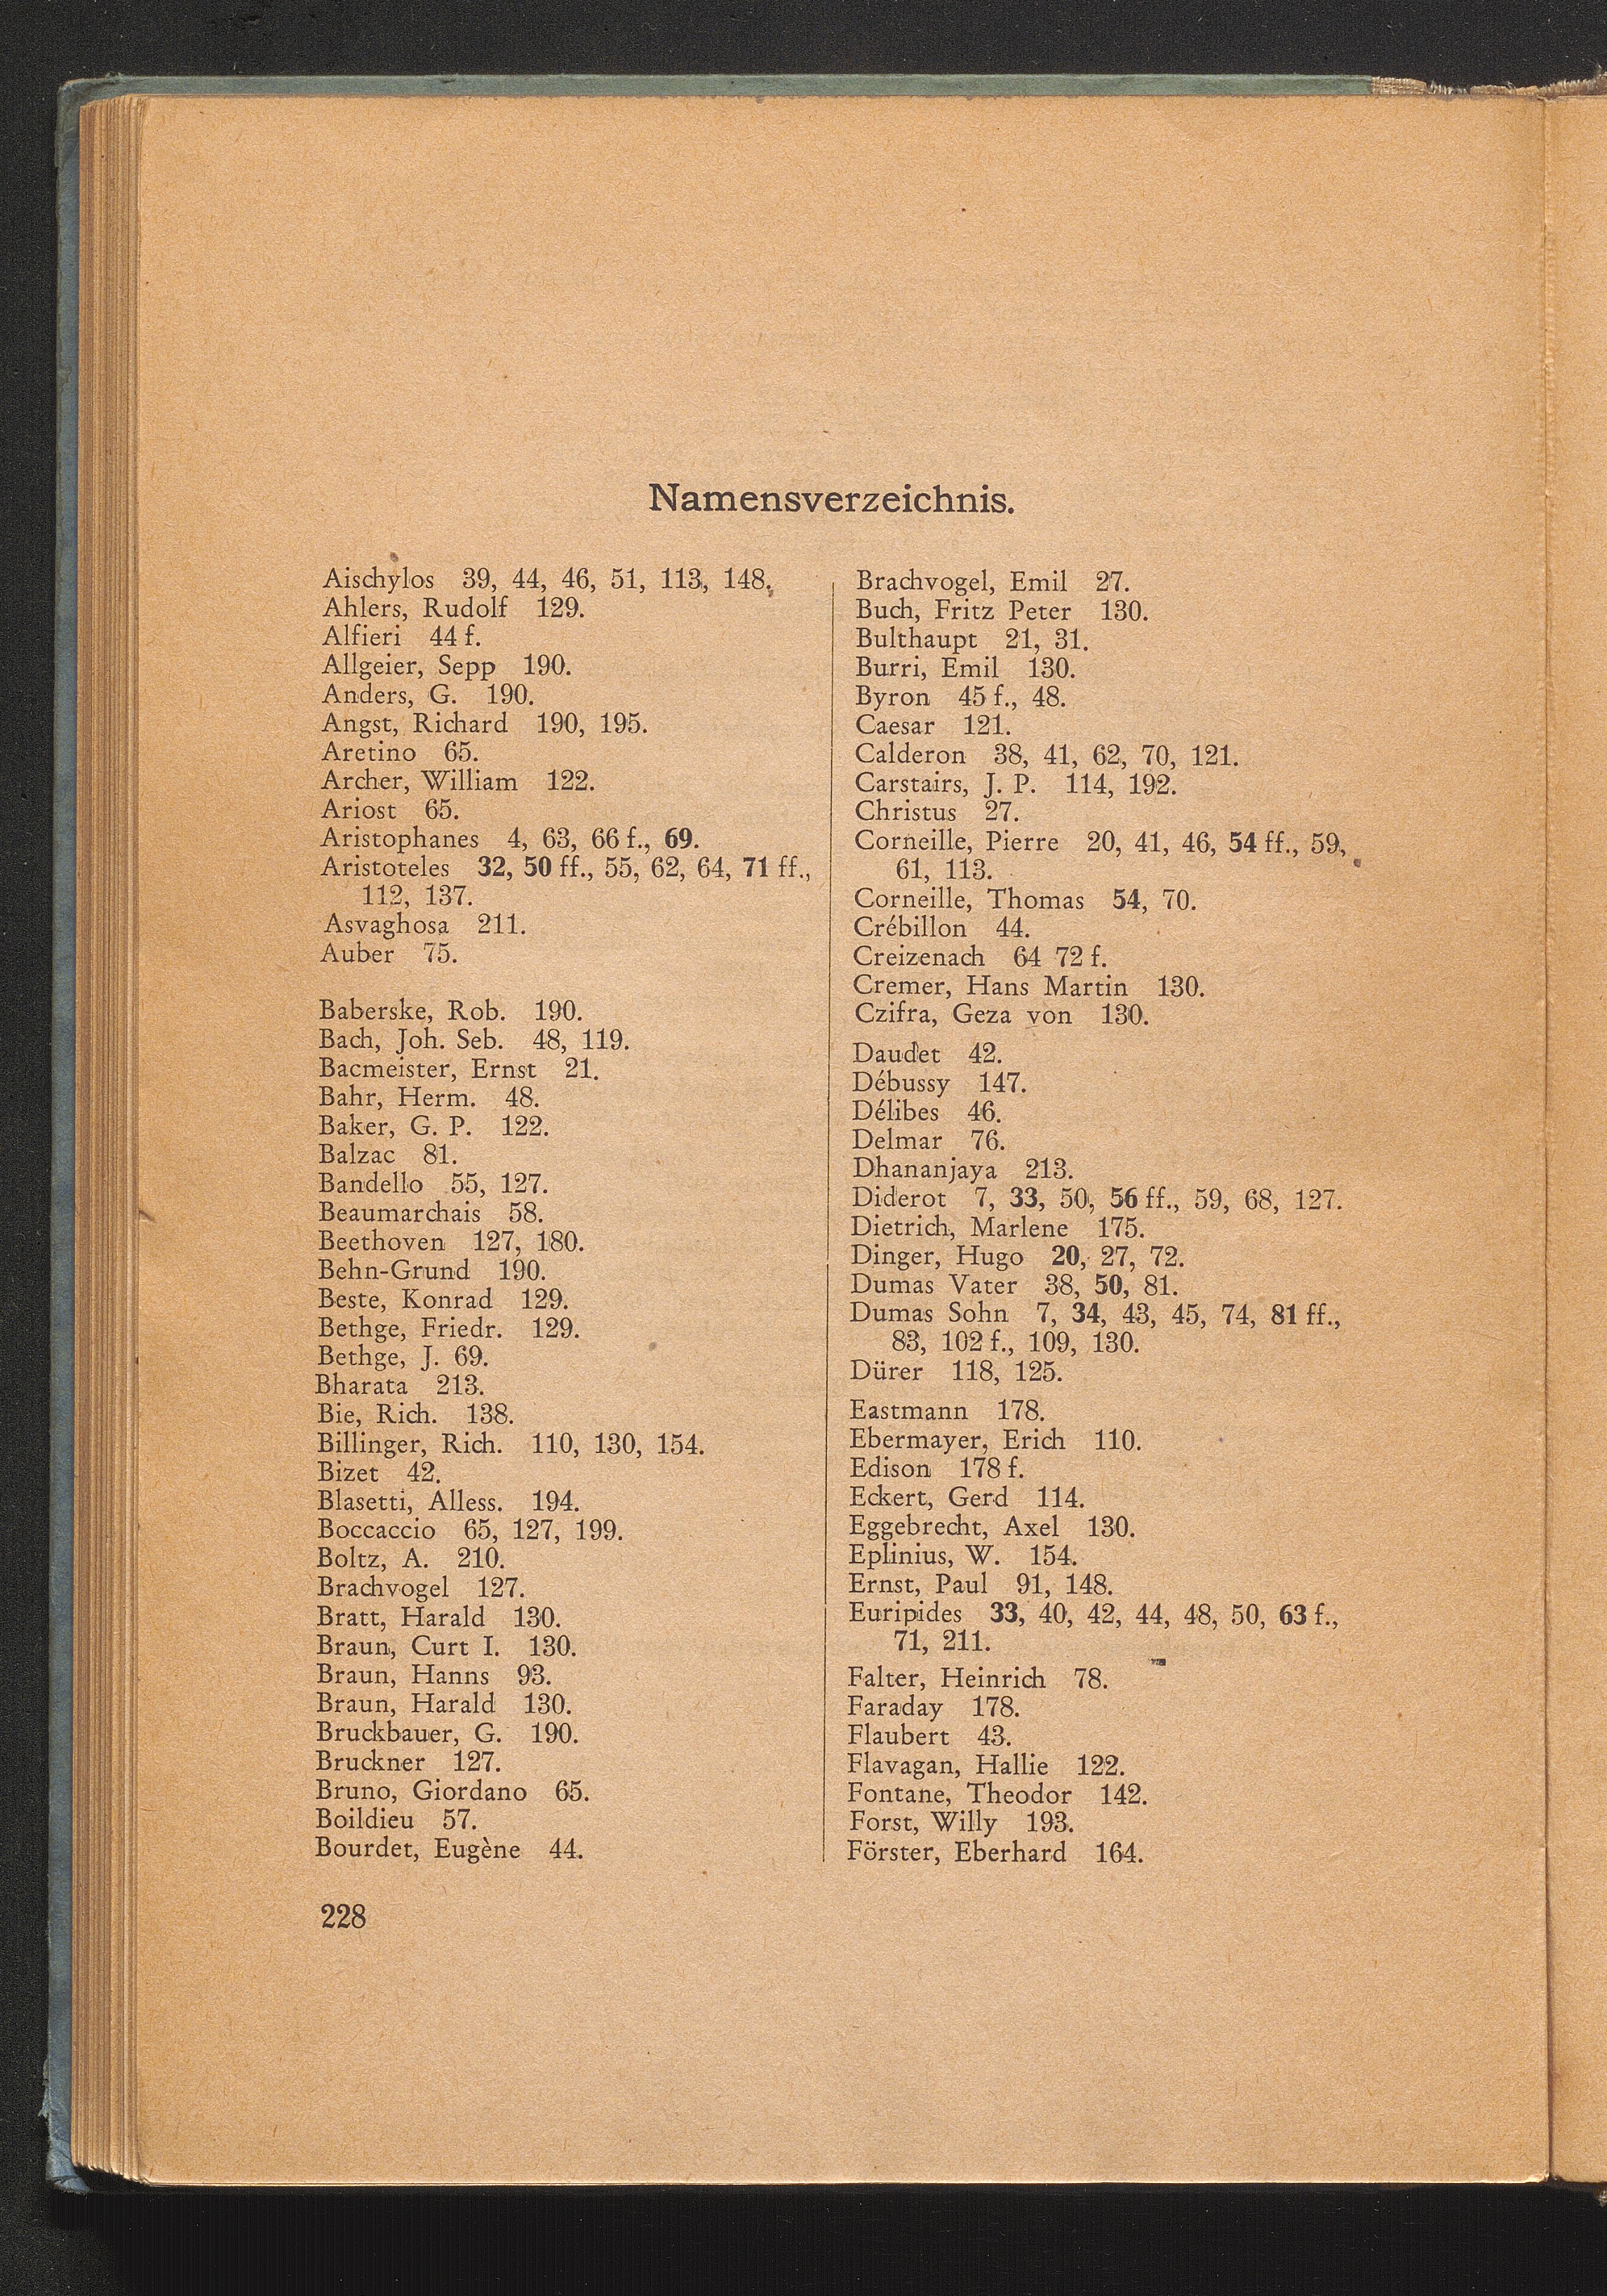 Namensverzeichnis.
Aischylos 39, 44, 46, 51, 113, 148.
Ahlers, Rudolf 129.
Alfieri 44 f.
Allgeier, Sepp 190.
Anders, G. 190.
Angst, Richard 190, 195.
Aretino 65.
Archer, William 122.
Ariost 65.
Aristophanes 4, 63, 66 f., 69.
Aristoteles 32, 50 ff., 55, 62, 64, 71 ff.,
112, 137.
Asvaghosa 211.
Auber 75.
Baberske, Rob. 190.
Bach, Joh. Seb. 48, 119.
Bacmeister, Ernst 21.
Bahr, Herm. 48.
Baker, G. P. 122.
Balzac 81.
Bandello 55, 127.
Beaumarchais 58.
Beethoven 127, 180.
Behn-Grund 190.
Beste, Konrad 129.
Bethge, Friedr. 129.
Bethge, J. 69.
Bharata 213.
Bie, Rich. 138.
Billinger, Rich. 110, 130, 154.
Bizet 42.
Blasetti, Alless. 194.
Boccaccio 65, 127, 199.
Boltz, A. 210.
Brachvogel 127.
Bratt, Harald 130.
Braun, Curt I. 130.
Braun, Hanns 93.
Braun, Harald 130.
Bruckbauer, G. 190.
Bruckner 127.
Bruno, Giordano 65.
Boildieu 57.
Bourdet, Eugène 44.
Brachvogel, Emil 27.
Buch, Fritz Peter 130.
Bulthaupt 21, 31.
Burri, Emil 130.
Byron 45 f., 48.
Caesar 121.
Calderon 38, 41, 62, 70, 121.
Carstairs, J. P. 114, 192.
Christus 27.
Corneille, Pierre 20, 41, 46, 54 ff., 59,
61, 113.
Corneille, Thomas 54, 70.
Crébillon 44.
Creizenach 64 72 f.
Cremer, Hans Martin 130.
Czifra, Geza von 130.
Daudet 42.
Débussy 147.
Délibes 46.
Delmar 76.
Dhananjaya 213.
Diderot 7, 33, 50, 56 ff., 59, 68, 127.
Dietrich, Marlene 175.
Dinger, Hugo 20, 27, 72.
Dumas Vater 38, 50, 81.
Dumas Sohn 7, 34, 43, 45, 74, 81 ff.,
83, 102 f., 109, 130.
Dürer 118, 125.
Eastmann 178.
Ebermayer, Erich 110.
Edison 178 f.
Eckert, Gerd 114.
Eggebrecht, Axel 130.
Eplinius, W. 154.
Ernst, Paul 91, 148.
Euripides 33, 40, 42, 44, 48, 50, 63 f.,
71, 211.
Falter, Heinrich 78.
Faraday 178.
Flaubert 43.
Flavagan, Hallie 122.
Fontane, Theodor 142.
Forst, Willy 193.
Förster, Eberhard 164.
228